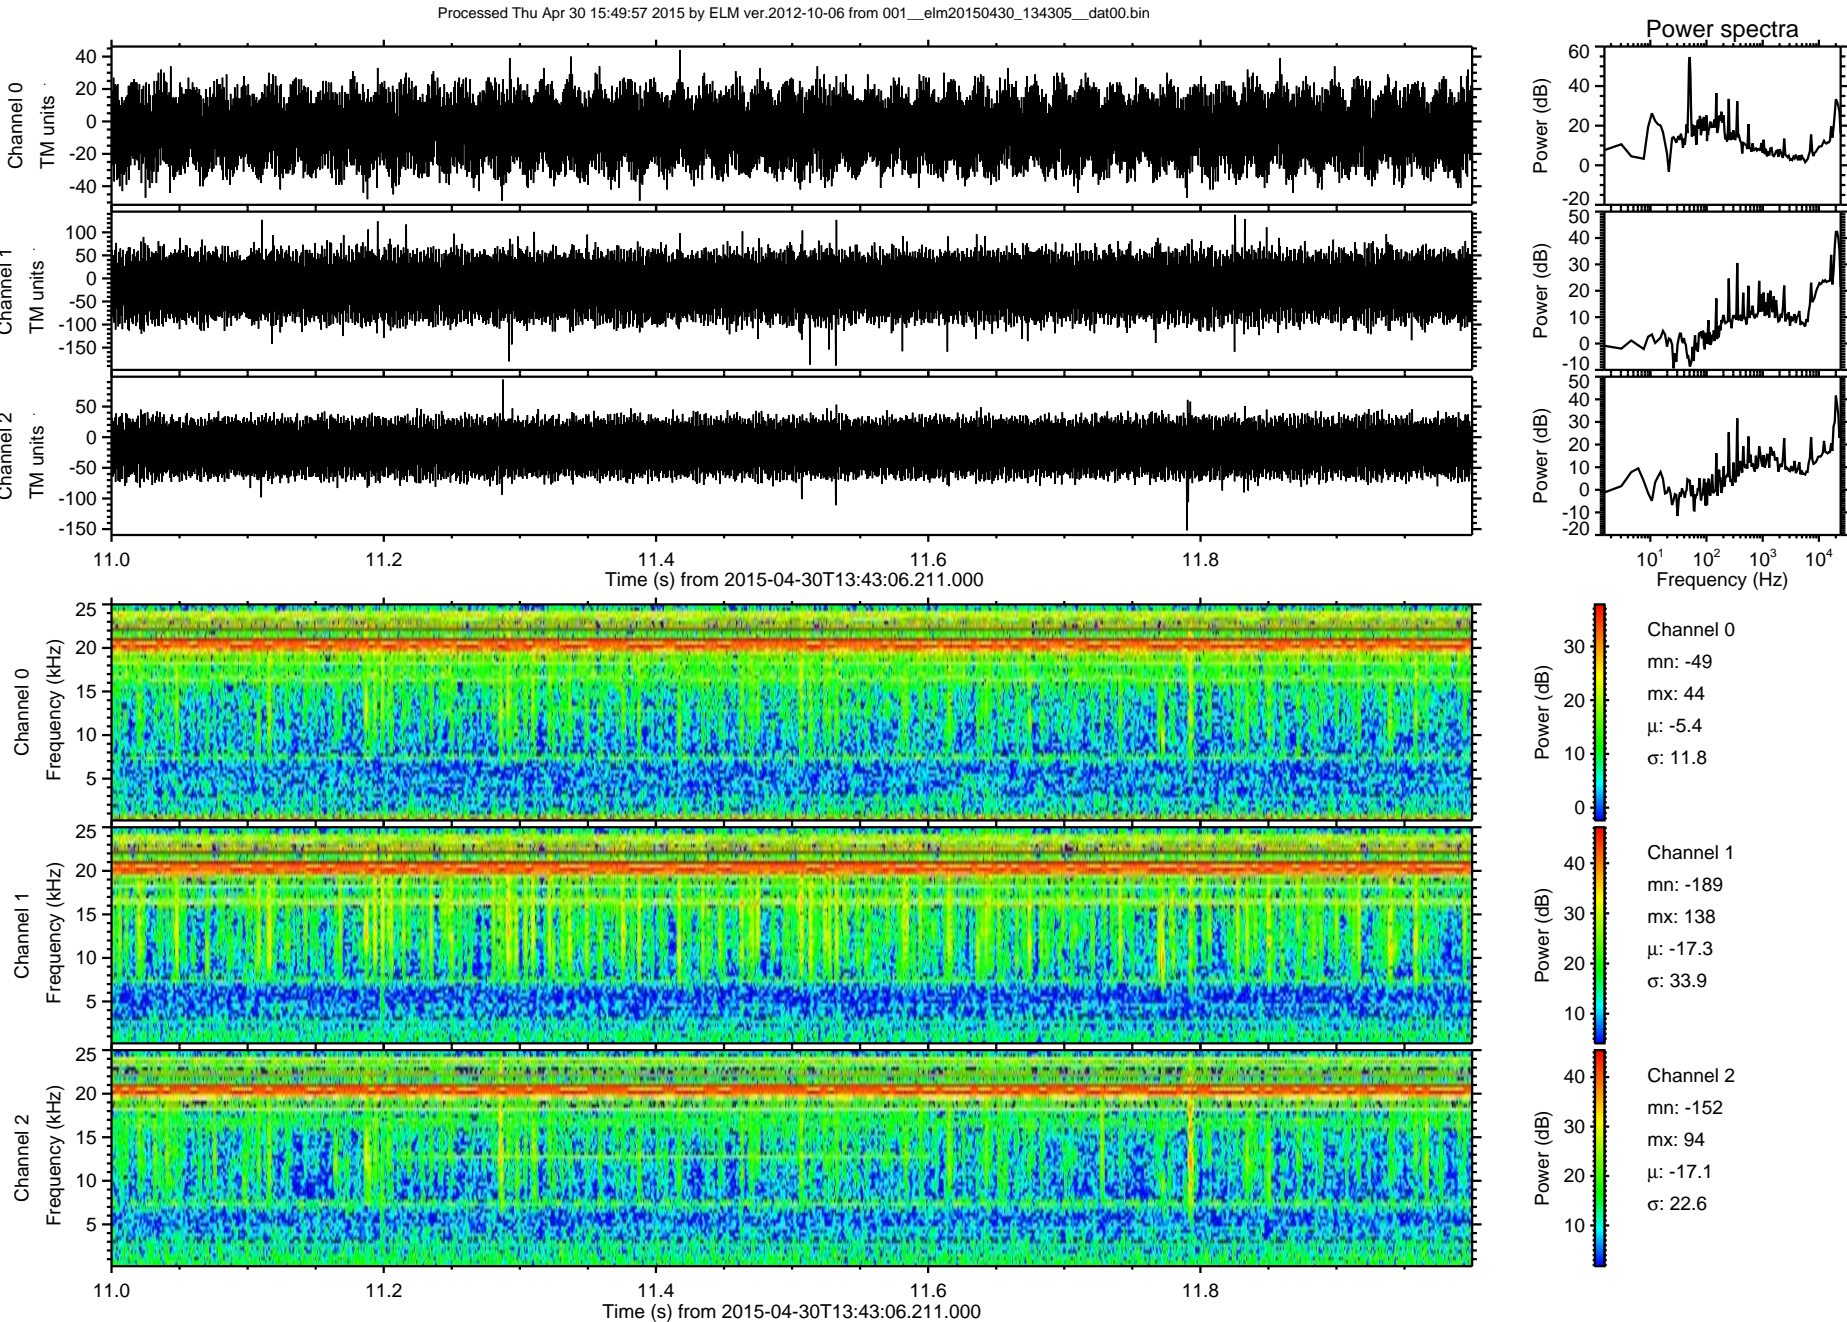 Processed Thu Apr 30 15:49:57 2015 by ELM ver.2012-10-06 from 001__elm20150430_134305__dat00.bin
Power spectra
Channel 0
TM units
40
20
0
-20
-40
Power (dB)
60
40
20
0
-20
Channel 1
TM units
100
50
0
-50
-100
-150
Power (dB)
50
40
30
20
10
0
-10
Channel 2
TM units
50
0
-50
-100
-150
Power (dB)
50
40
30
20
10
0
-10
-20
11.0 11.2 11.4 11.6 11.8
Time (s) from 2015-04-30T13:43:06.211.000
10^1 10^2 10^3 10^4
Frequency (Hz)
Channel 0
Frequency (kHz)
25
20
15
10
5
Power (dB)
30
20
10
0
Channel 0
mn: -49
mx: 44
μ: -5.4
σ: 11.8
Channel 1
Frequency (kHz)
25
20
15
10
5
Power (dB)
40
30
20
10
Channel 1
mn: -189
mx: 138
μ: -17.3
σ: 33.9
Channel 2
Frequency (kHz)
25
20
15
10
5
Power (dB)
40
30
20
10
Channel 2
mn: -152
mx: 94
μ: -17.1
σ: 22.6
11.0 11.2 11.4 11.6 11.8
Time (s) from 2015-04-30T13:43:06.211.000